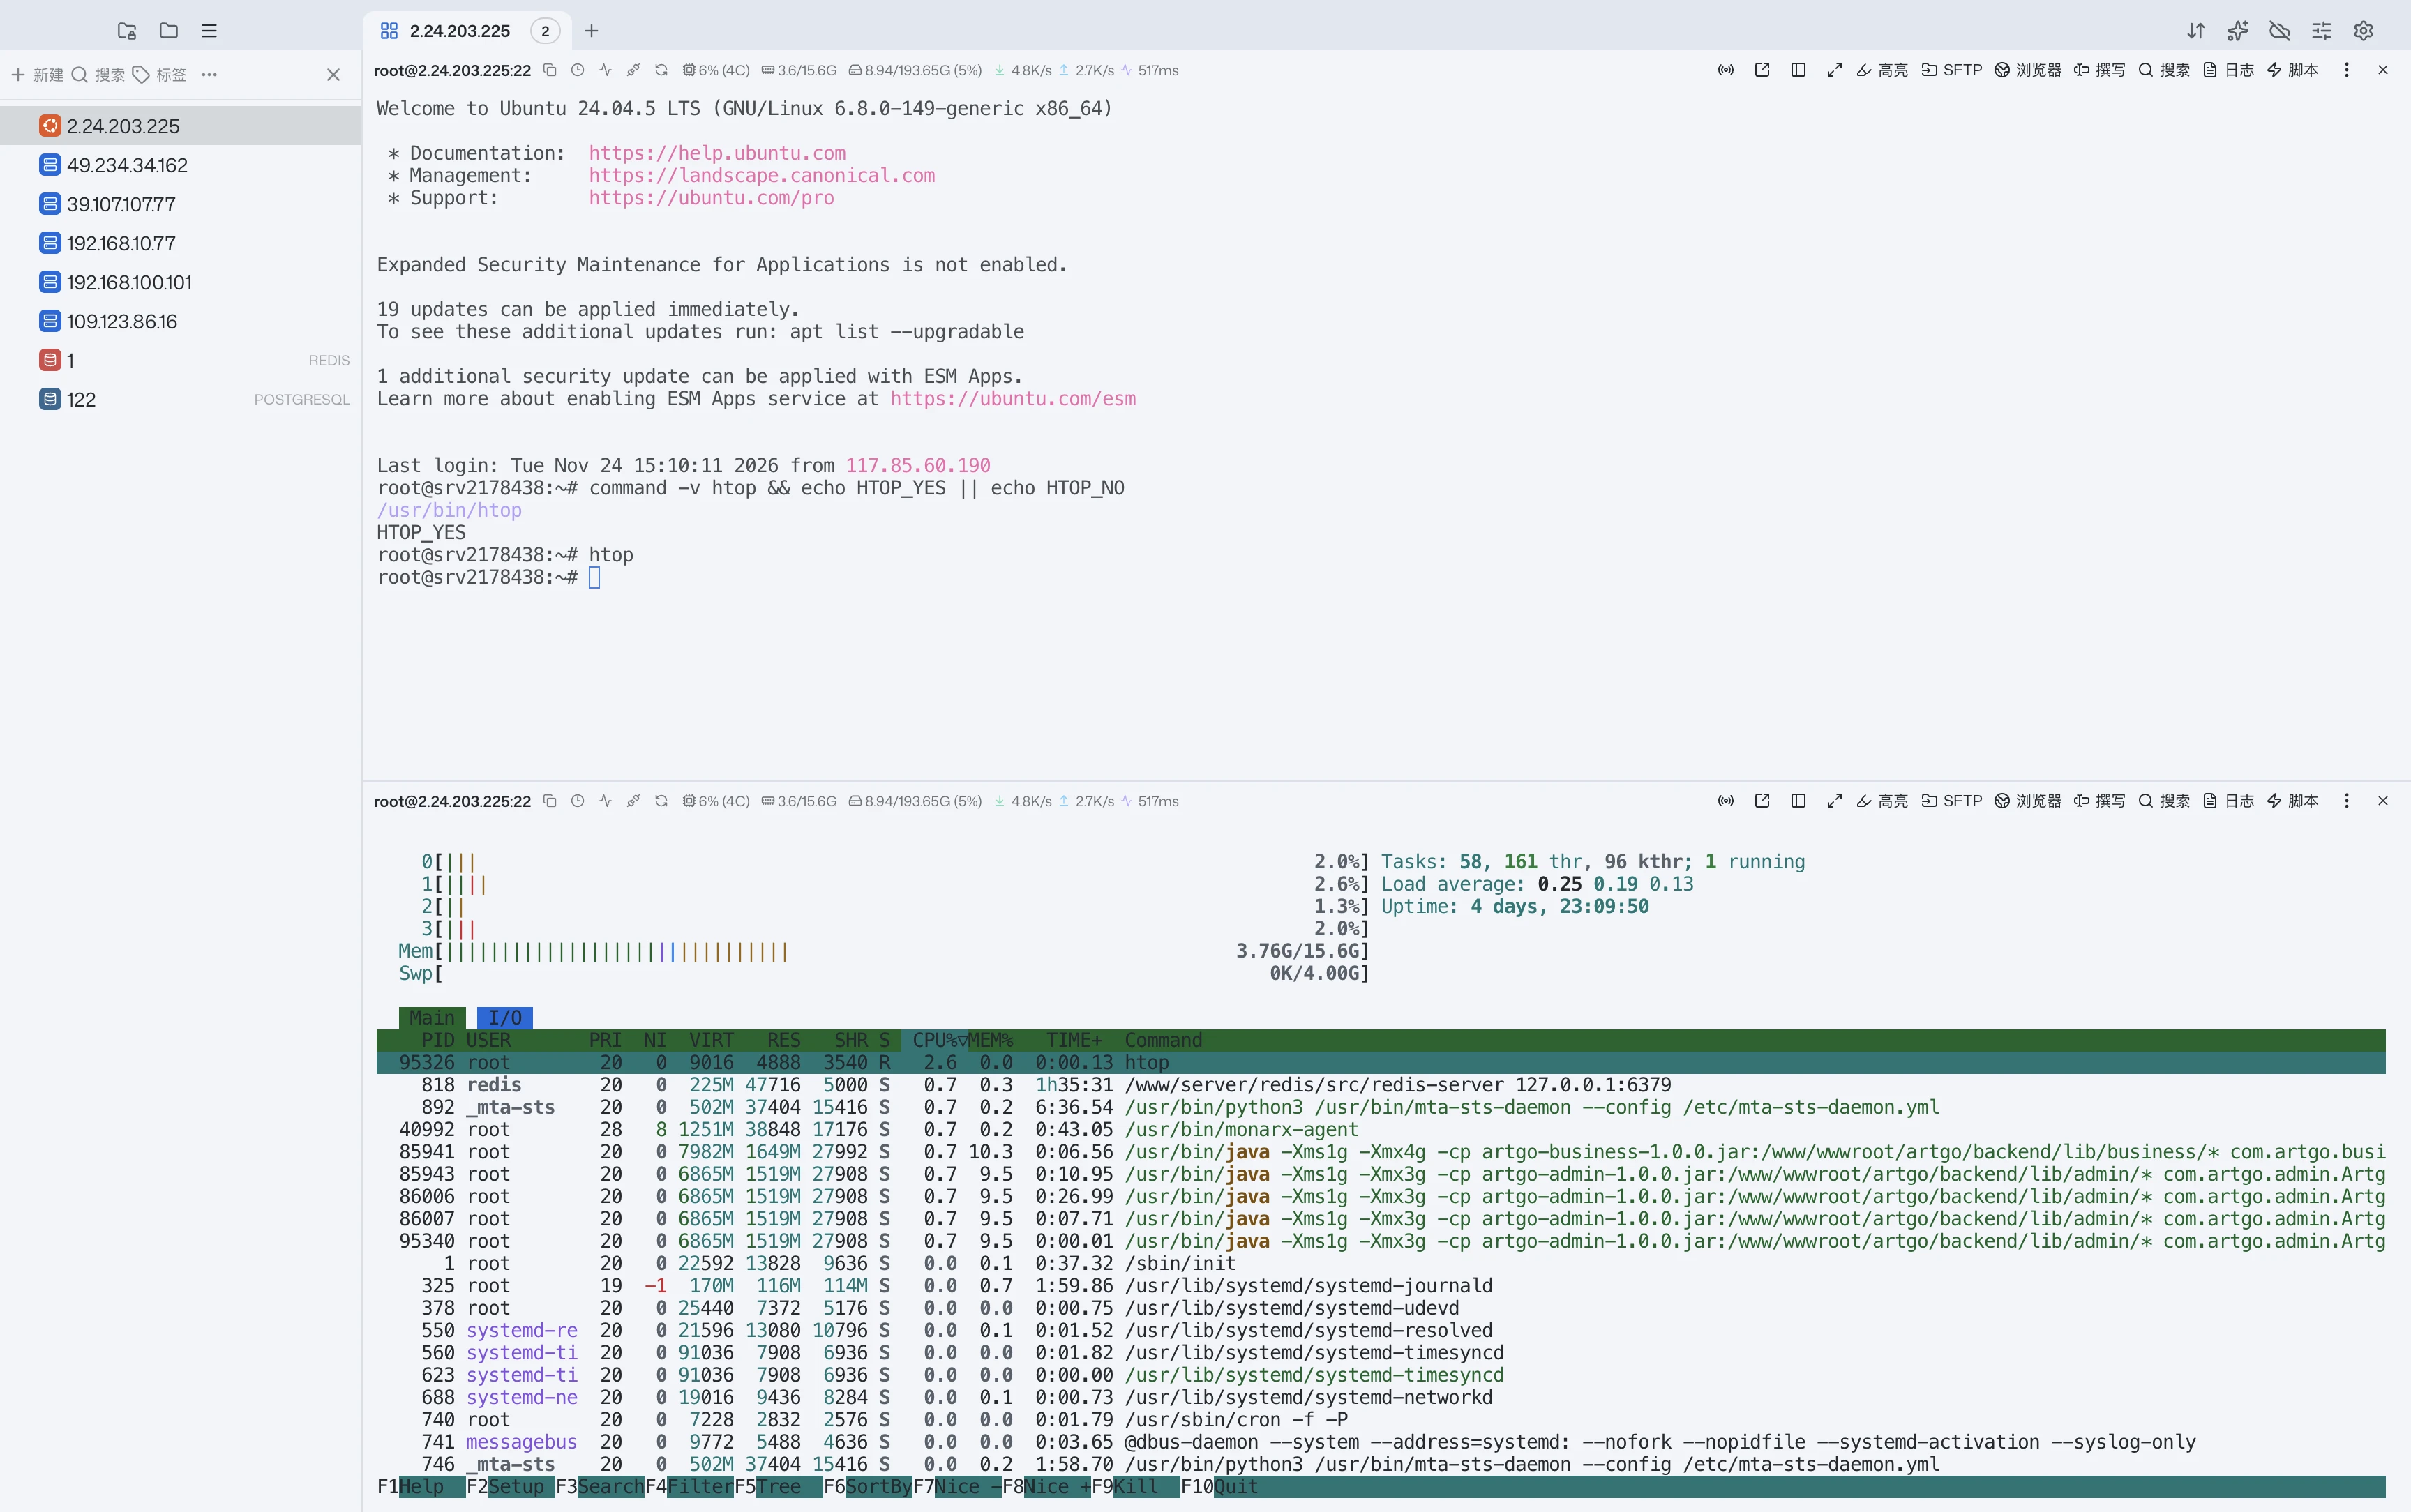 2.24.203.225 2
新建 搜索 标签 ···
2.24.203.225
49.234.34.162
39.107.107.77
192.168.10.77
192.168.100.101
109.123.86.16
1 REDIS
122 POSTGRESQL
root@2.24.203.225:22 6% (4C) 3.6/15.6G 8.94/193.65G (5%) 4.8K/s 2.7K/s 517ms 高亮 SFTP 浏览器 撰写 搜索 日志 脚本
Welcome to Ubuntu 24.04.5 LTS (GNU/Linux 6.8.0-149-generic x86_64)
* Documentation: https://help.ubuntu.com
* Management: https://landscape.canonical.com
* Support: https://ubuntu.com/pro
Expanded Security Maintenance for Applications is not enabled.
19 updates can be applied immediately.
To see these additional updates run: apt list --upgradable
1 additional security update can be applied with ESM Apps.
Learn more about enabling ESM Apps service at https://ubuntu.com/esm
Last login: Tue Nov 24 15:10:11 2026 from 117.85.60.190
root@srv2178438:~# command -v htop && echo HTOP_YES || echo HTOP_NO
/usr/bin/htop
HTOP_YES
root@srv2178438:~# htop
root@srv2178438:~#
root@2.24.203.225:22 6% (4C) 3.6/15.6G 8.94/193.65G (5%) 4.8K/s 2.7K/s 517ms 高亮 SFTP 浏览器 撰写 搜索 日志 脚本
0[||| 2.0%] Tasks: 58, 161 thr, 96 kthr; 1 running
1[|||| 2.6%] Load average: 0.25 0.19 0.13
2[|| 1.3%] Uptime: 4 days, 23:09:50
3[||| 2.0%]
Mem[|||||||||||||||||||||||||||||| 3.76G/15.6G]
Swp[ 0K/4.00G]
Main I/O
PID USER PRI NI VIRT RES SHR S CPU%▽MEM% TIME+ Command
95326 root 20 0 9016 4888 3540 R 2.6 0.0 0:00.13 htop
818 redis 20 0 225M 47716 5000 S 0.7 0.3 1h35:31 /www/server/redis/src/redis-server 127.0.0.1:6379
892 _mta-sts 20 0 502M 37404 15416 S 0.7 0.2 6:36.54 /usr/bin/python3 /usr/bin/mta-sts-daemon --config /etc/mta-sts-daemon.yml
40992 root 28 8 1251M 38848 17176 S 0.7 0.2 0:43.05 /usr/bin/monarx-agent
85941 root 20 0 7982M 1649M 27992 S 0.7 10.3 0:06.56 /usr/bin/java -Xms1g -Xmx4g -cp artgo-business-1.0.0.jar:/www/wwwroot/artgo/backend/lib/business/* com.artgo.busi
85943 root 20 0 6865M 1519M 27908 S 0.7 9.5 0:10.95 /usr/bin/java -Xms1g -Xmx3g -cp artgo-admin-1.0.0.jar:/www/wwwroot/artgo/backend/lib/admin/* com.artgo.admin.Artg
86006 root 20 0 6865M 1519M 27908 S 0.7 9.5 0:26.99 /usr/bin/java -Xms1g -Xmx3g -cp artgo-admin-1.0.0.jar:/www/wwwroot/artgo/backend/lib/admin/* com.artgo.admin.Artg
86007 root 20 0 6865M 1519M 27908 S 0.7 9.5 0:07.71 /usr/bin/java -Xms1g -Xmx3g -cp artgo-admin-1.0.0.jar:/www/wwwroot/artgo/backend/lib/admin/* com.artgo.admin.Artg
95340 root 20 0 6865M 1519M 27908 S 0.7 9.5 0:00.01 /usr/bin/java -Xms1g -Xmx3g -cp artgo-admin-1.0.0.jar:/www/wwwroot/artgo/backend/lib/admin/* com.artgo.admin.Artg
1 root 20 0 22592 13828 9636 S 0.0 0.1 0:37.32 /sbin/init
325 root 19 -1 170M 116M 114M S 0.0 0.7 1:59.86 /usr/lib/systemd/systemd-journald
378 root 20 0 25440 7372 5176 S 0.0 0.0 0:00.75 /usr/lib/systemd/systemd-udevd
550 systemd-re 20 0 21596 13080 10796 S 0.0 0.1 0:01.52 /usr/lib/systemd/systemd-resolved
560 systemd-ti 20 0 91036 7908 6936 S 0.0 0.0 0:01.82 /usr/lib/systemd/systemd-timesyncd
623 systemd-ti 20 0 91036 7908 6936 S 0.0 0.0 0:00.00 /usr/lib/systemd/systemd-timesyncd
688 systemd-ne 20 0 19016 9436 8284 S 0.0 0.1 0:00.73 /usr/lib/systemd/systemd-networkd
740 root 20 0 7228 2832 2576 S 0.0 0.0 0:01.79 /usr/sbin/cron -f -P
741 messagebus 20 0 9772 5488 4636 S 0.0 0.0 0:03.65 @dbus-daemon --system --address=systemd: --nofork --nopidfile --systemd-activation --syslog-only
746 _mta-sts 20 0 502M 37404 15416 S 0.0 0.2 1:58.70 /usr/bin/python3 /usr/bin/mta-sts-daemon --config /etc/mta-sts-daemon.yml
F1Help F2Setup F3SearchF4FilterF5Tree F6SortByF7Nice -F8Nice +F9Kill F10Quit